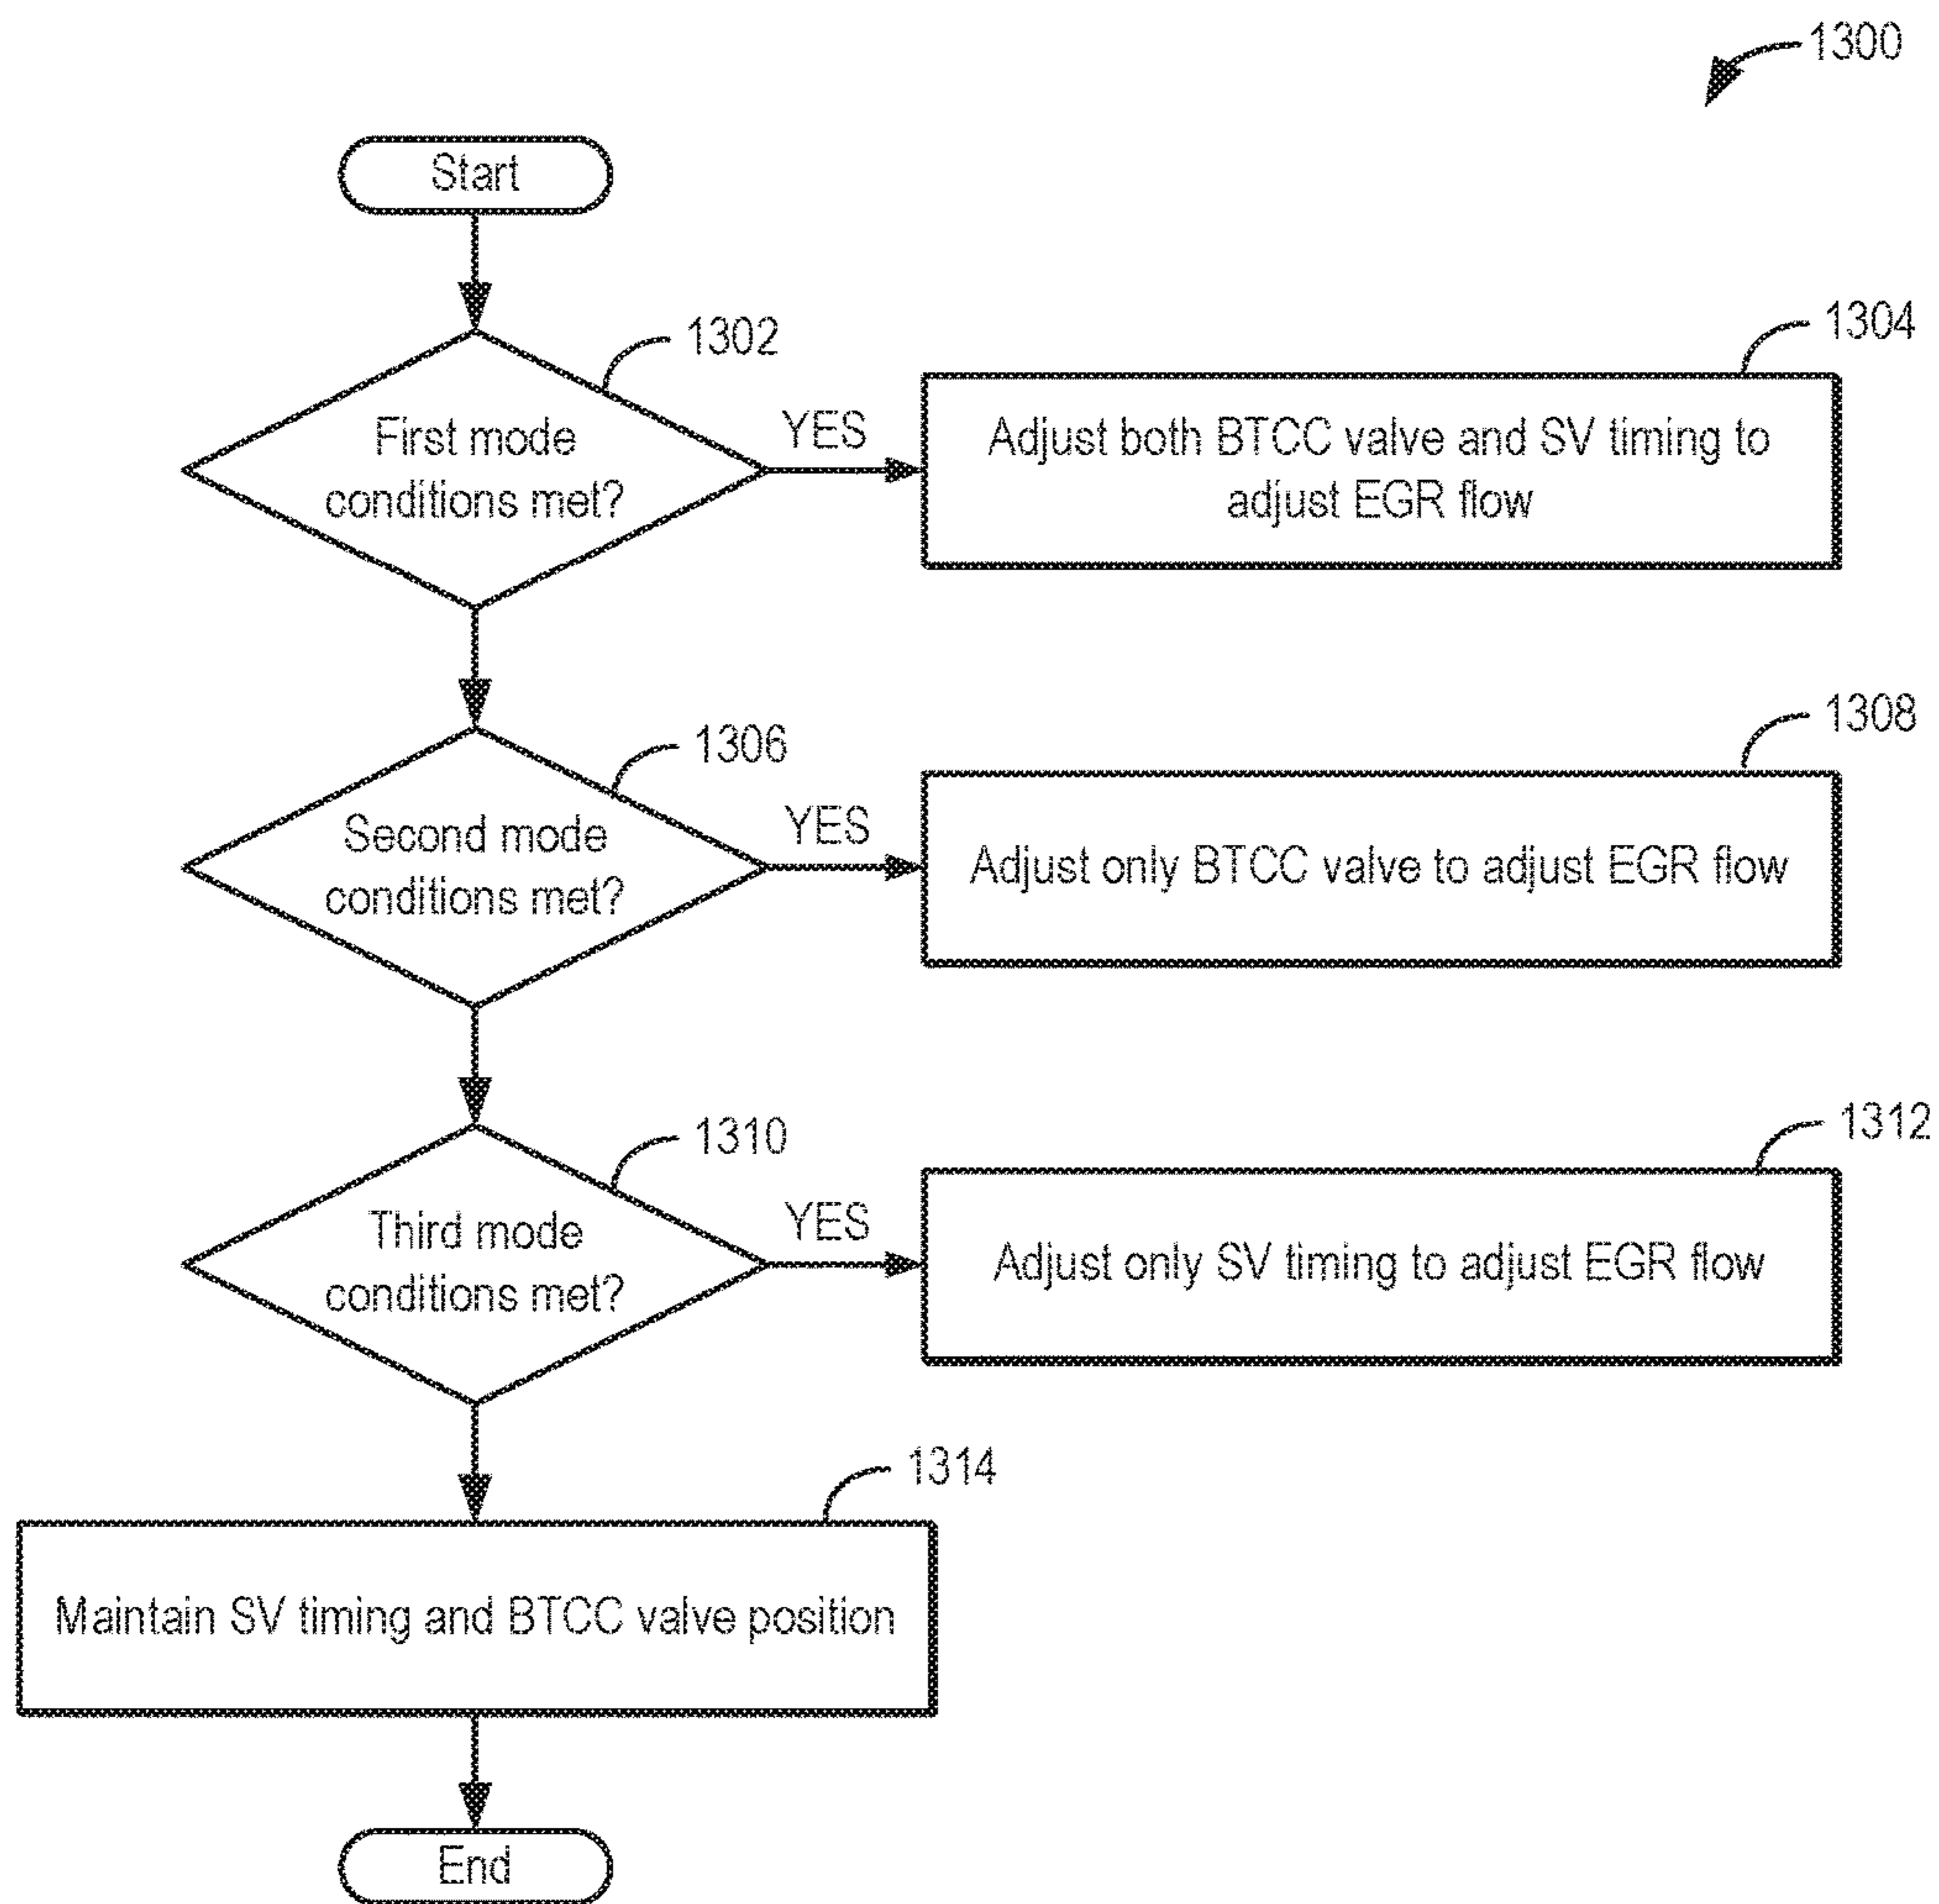 1300
Start
1302
First mode
conditions met?
YES
1304
Adjust both BTCC valve and SV timing to
adjust EGR flow
1306
Second mode
conditions met?
YES
1308
Adjust only BTCC valve to adjust EGR flow
1310
Third mode
conditions met?
YES
1312
Adjust only SV timing to adjust EGR flow
1314
Maintain SV timing and BTCC valve position
End